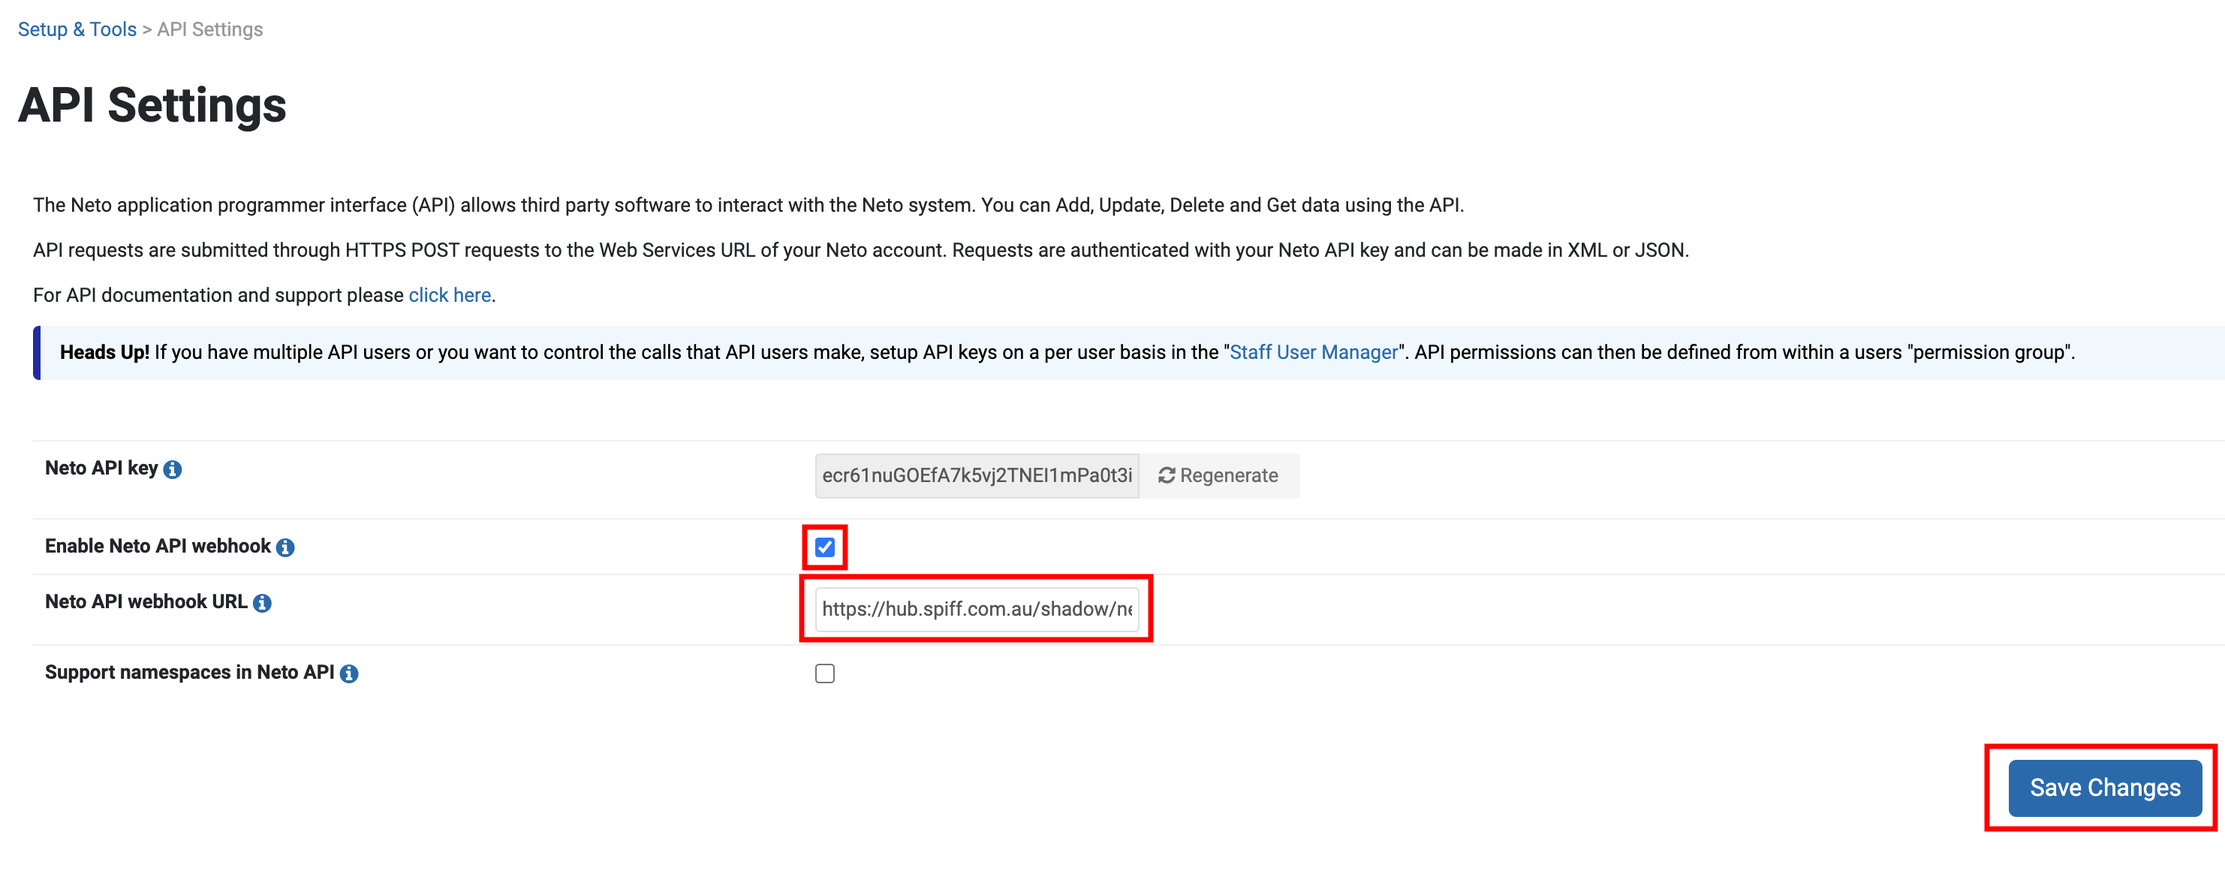 Setup & Tools > API Settings
API Settings
The Neto application programmer interface (API) allows third party software to interact with the Neto system. You can Add, Update, Delete and Get data using the API.
API requests are submitted through HTTPS POST requests to the Web Services URL of your Neto account. Requests are authenticated with your Neto API key and can be made in XML or JSON.
For API documentation and support please click here.
Heads Up! If you have multiple API users or you want to control the calls that API users make, setup API keys on a per user basis in the "Staff User Manager". API permissions can then be defined from within a users "permission group".
Neto API key
ecr61nuGOEfA7k5vj2TNEI1mPa0t3i
Regenerate
Enable Neto API webhook
Neto API webhook URL
https://hub.spiff.com.au/shadow/ne
Support namespaces in Neto API
Save Changes